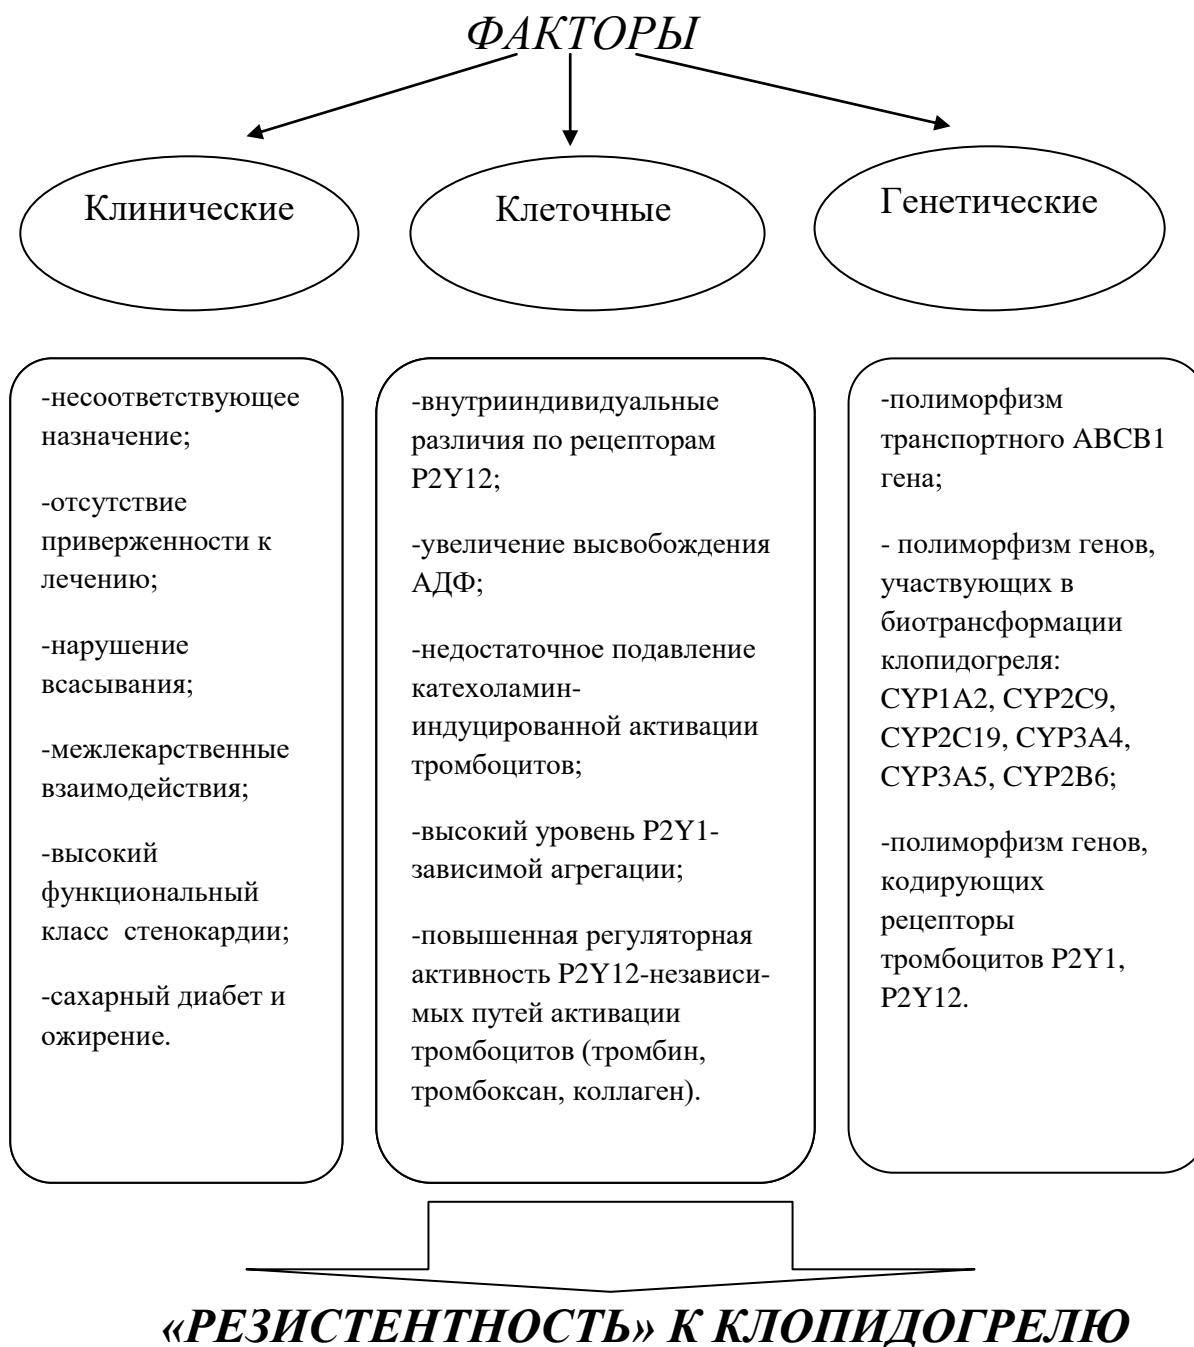 ФАКТОРЫ
Клинические
Клеточные
Генетические
-несоответствующее
назначение;
-отсутствие
приверженности к
лечению;
-нарушение
всасывания;
-межлекарственные
взаимодействия;
-высокий
функциональный
класс  стенокардии;
-сахарный диабет и
ожирение.
-внутрииндивидуальные
различия по рецепторам
P2Y12;
-увеличение высвобождения
АДФ;
-недостаточное подавление
катехоламин-
индуцированной активации
тромбоцитов;
-высокий уровень P2Y1-
зависимой агрегации;
-повышенная регуляторная
активность P2Y12-независи-
мых путей активации
тромбоцитов (тромбин,
тромбоксан, коллаген).
-полиморфизм
транспортного ABCB1
гена;
- полиморфизм генов,
участвующих в
биотрансформации
клопидогреля:
CYP1A2, CYP2C9,
CYP2C19, CYP3A4,
CYP3A5, CYP2B6;
-полиморфизм генов,
кодирующих
рецепторы
тромбоцитов P2Y1,
P2Y12.
«РЕЗИСТЕНТНОСТЬ» К КЛОПИДОГРЕЛЮ